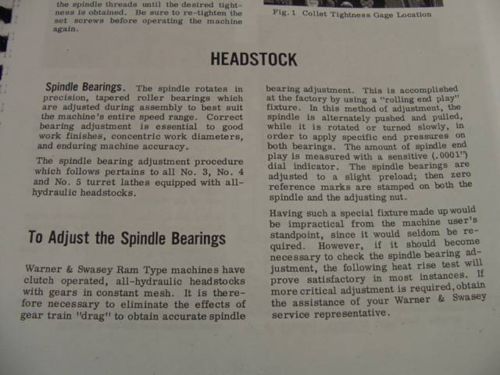 the spindle threads until the desired tight-
ness is obtained. Be sure to re-tighten the
set screws before operating the machine
again.
Fig. 1 Collet Tightness Gage Location
HEADSTOCK
Spindle Bearings. The spindle rotates in
precision, tapered roller bearings which
are adjusted during assembly to best suit
the machine's entire speed range. Correct
bearing adjustment is essential to good
work finishes, concentric work diameters,
and enduring machine accuracy.
The spindle bearing adjustment procedure
which follows pertains to all No. 3, No. 4
and No. 5 turret lathes equipped with all-
hydraulic headstocks.
To Adjust the Spindle Bearings
Warner & Swasey Ram Type machines have
clutch operated, all-hydraulic headstocks
with gears in constant mesh. It is there-
fore necessary to eliminate the effects of
gear train "drag" to obtain accurate spindle
bearing adjustment. This is accomplished
at the factory by using a "rolling end play"
fixture. In this method of adjustment, the
spindle is alternately pushed and pulled,
while it is rotated or turned slowly, in
order to apply specific end pressures on
both bearings. The amount of spindle end
play is measured with a sensitive (.0001")
dial indicator. The spindle bearings are
adjusted to a slight preload; then zero
reference marks are stamped on both the
spindle and the adjusting nut.
Having such a special fixture made up would
be impractical from the machine user's
standpoint, since it would seldom be re-
quired. However, if it should become
necessary to check the spindle bearing ad-
justment, the following heat rise test will
prove satisfactory in most instances. If
more critical adjustment is required, obtain
the assistance of your Warner & Swasey
service representative.